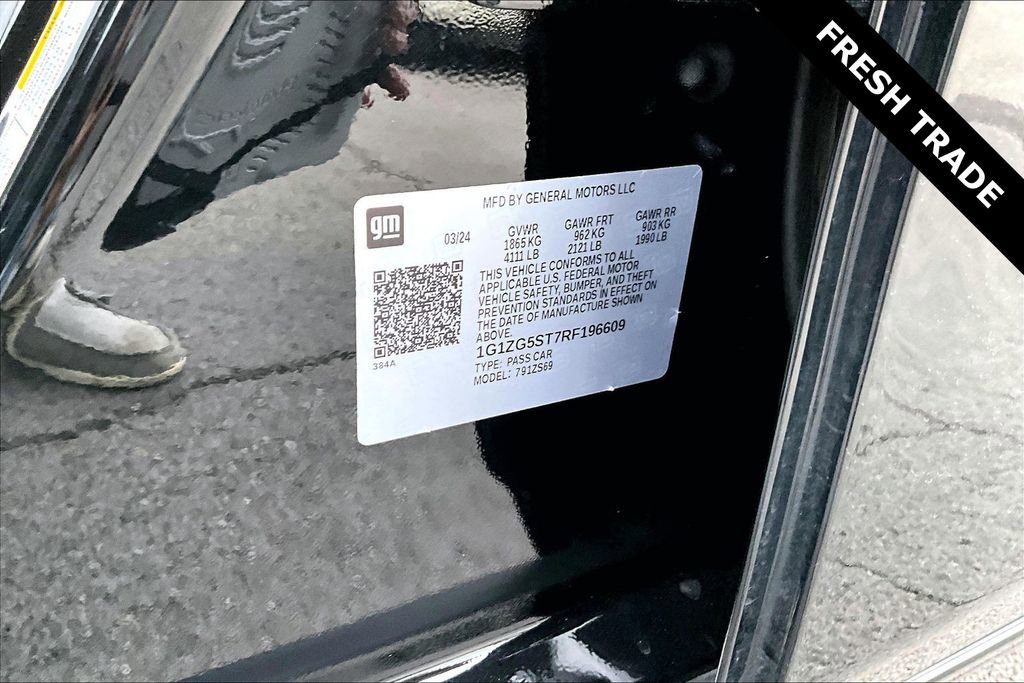 FRESH TRADE
gm
MFD BY GENERAL MOTORS LLC
03/24
GVWR
1865 KG
4111 LB
GAWR FRT
962 KG
2121 LB
GAWR RR
903 KG
1990 LB
THIS VEHICLE CONFORMS TO ALL
APPLICABLE U.S. FEDERAL MOTOR
VEHICLE SAFETY, BUMPER, AND THEFT
PREVENTION STANDARDS IN EFFECT ON
THE DATE OF MANUFACTURE SHOWN
ABOVE.
384A
1G1ZG5ST7RF196609
TYPE: PASS CAR
MODEL: 791ZS69